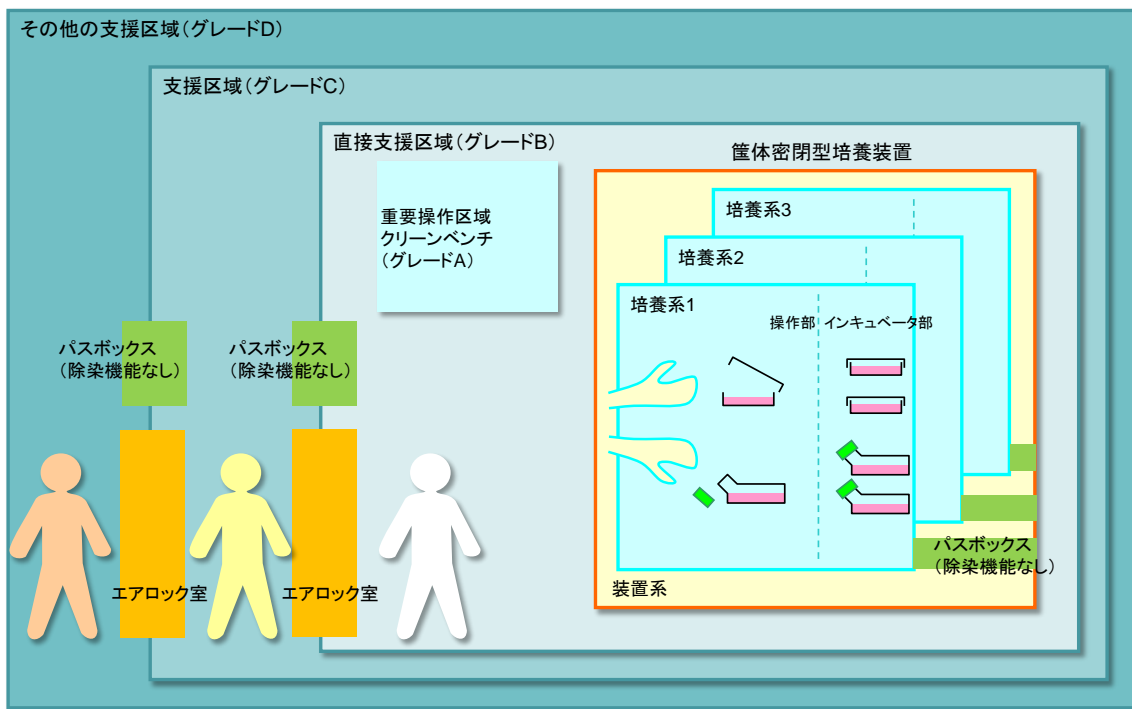 その他の支援区域(グレードD)
支援区域(グレードC)
直接支援区域(グレードB)
筐体密閉型培養装置
重要操作区域
クリーンベンチ
(グレードA)
培養系3
培養系2
培養系1
操作部
インキュベータ部
パスボックス
(除染機能なし)
パスボックス
(除染機能なし)
パスボックス
(除染機能なし)
エアロック室
エアロック室
装置系